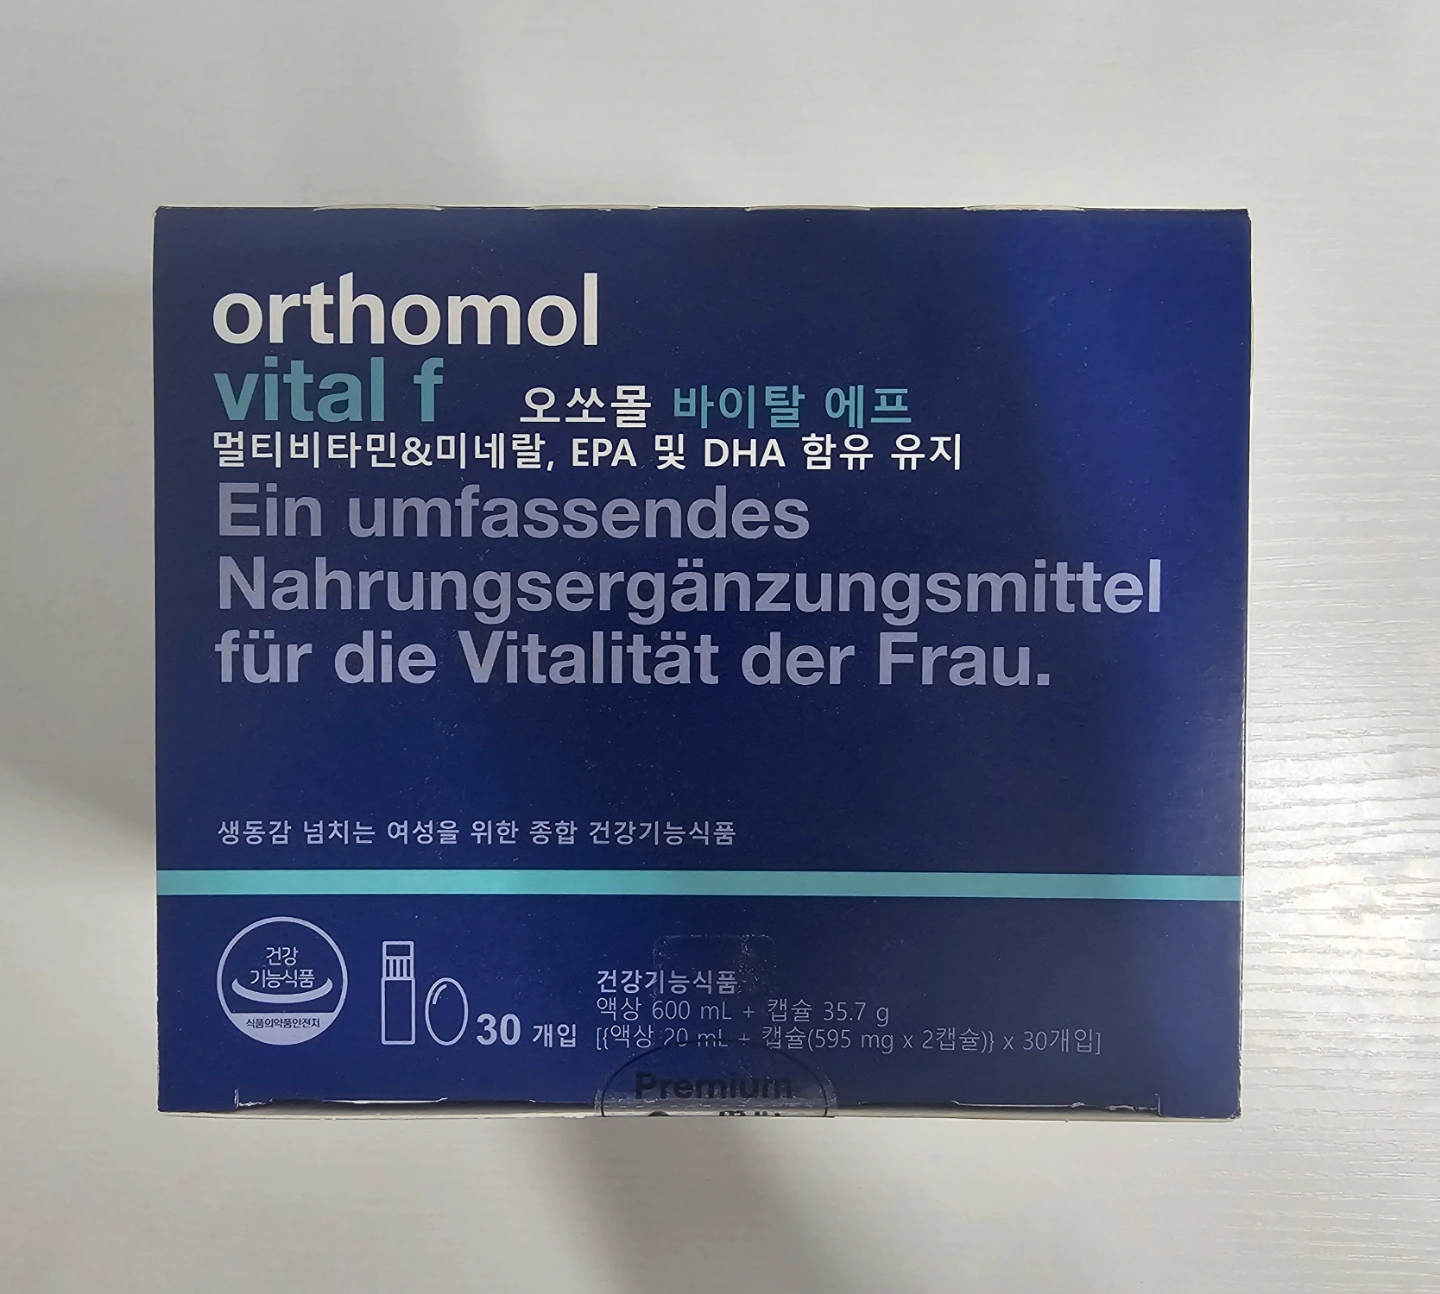 orthomol
vital f 오쏘몰 바이탈 에프
멀티비타민&미네랄, EPA 및 DHA 함유 유지
Ein umfassendes
Nahrungsergänzungsmittel
für die Vitalität der Frau.
생동감 넘치는 여성을 위한 종합 건강기능식품
건강
기능식품
식품의약품안전처
30 개입
건강기능식품
액상 600 mL + 캡슐 35.7 g
[{액상 20 mL + 캡슐(595 mg x 2캡슐)} x 30개입]
Premium